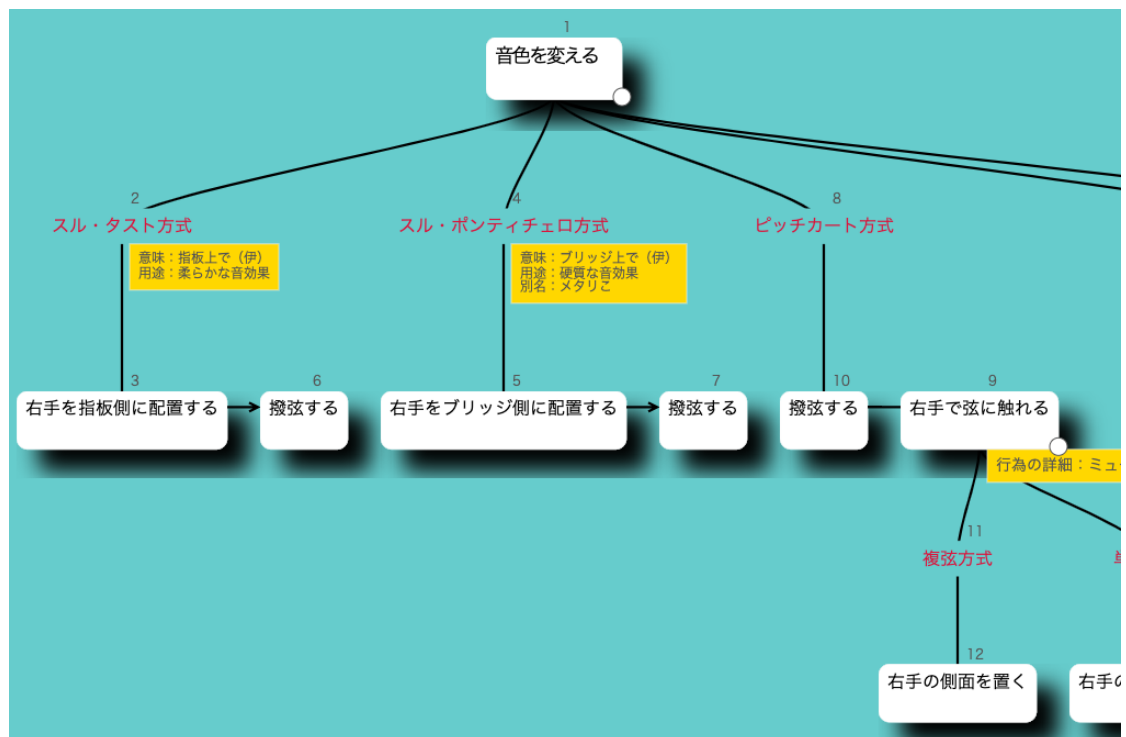 1
音色を変える
2
4
8
スル・タスト方式
スル・ポンティチェロ方式
ピッチカート方式
意味：指板上で（伊）
用途：柔らかな音効果
意味：ブリッジ上で（伊）
用途：硬質な音効果
別名：メタリこ
3
6
5
7
10
9
右手を指板側に配置する
撥弦する
右手をブリッジ側に配置する
撥弦する
撥弦する
右手で弦に触れる
行為の詳細：ミュ
11
複弦方式
12
右手の側面を置く
右手の